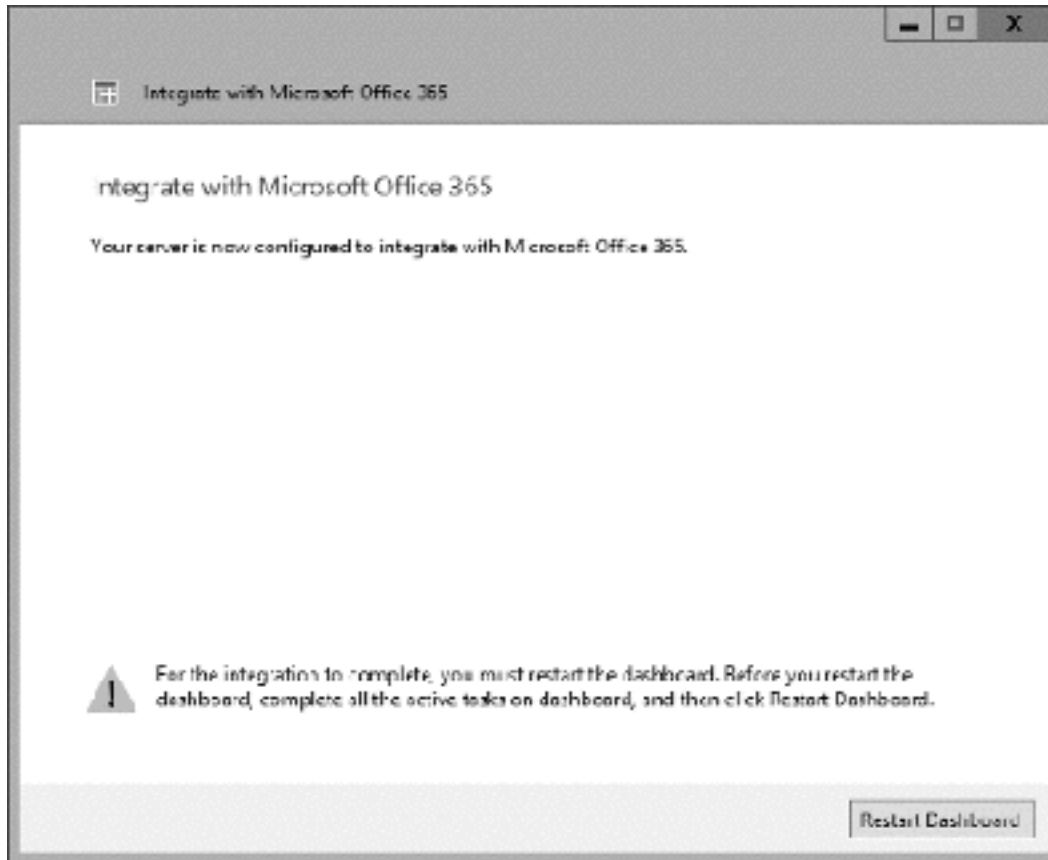 Integrate with Microsoft Office 365
Integrate with Microsoft Office 365
Your server is now configured to integrate with Microsoft Office 365.
For the integration to complete, you must restart the dashboard. Before you restart the
dashboard, complete all the active tasks on dashboard, and then click Restart Dashboard.
Restart Dashboard